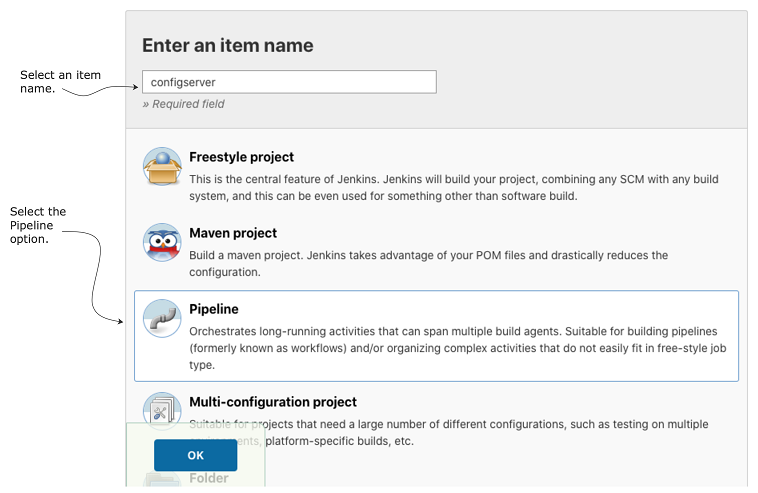 Enter an item name
Select an item
name.
configserver
» Required field
Freestyle project
This is the central feature of Jenkins. Jenkins will build your project, combining any SCM with any build
system, and this can be even used for something other than software build.
Select the
Pipeline
option.
Maven project
Build a maven project. Jenkins takes advantage of your POM files and drastically reduces the
configuration.
Pipeline
Orchestrates long-running activities that can span multiple build agents. Suitable for building pipelines
(formerly known as workflows) and/or organizing complex activities that do not easily fit in free-style job
type.
Multi-configuration project
Suitable for projects that need a large number of different configurations, such as testing on multiple
platform-specific builds, etc.
OK
Folder